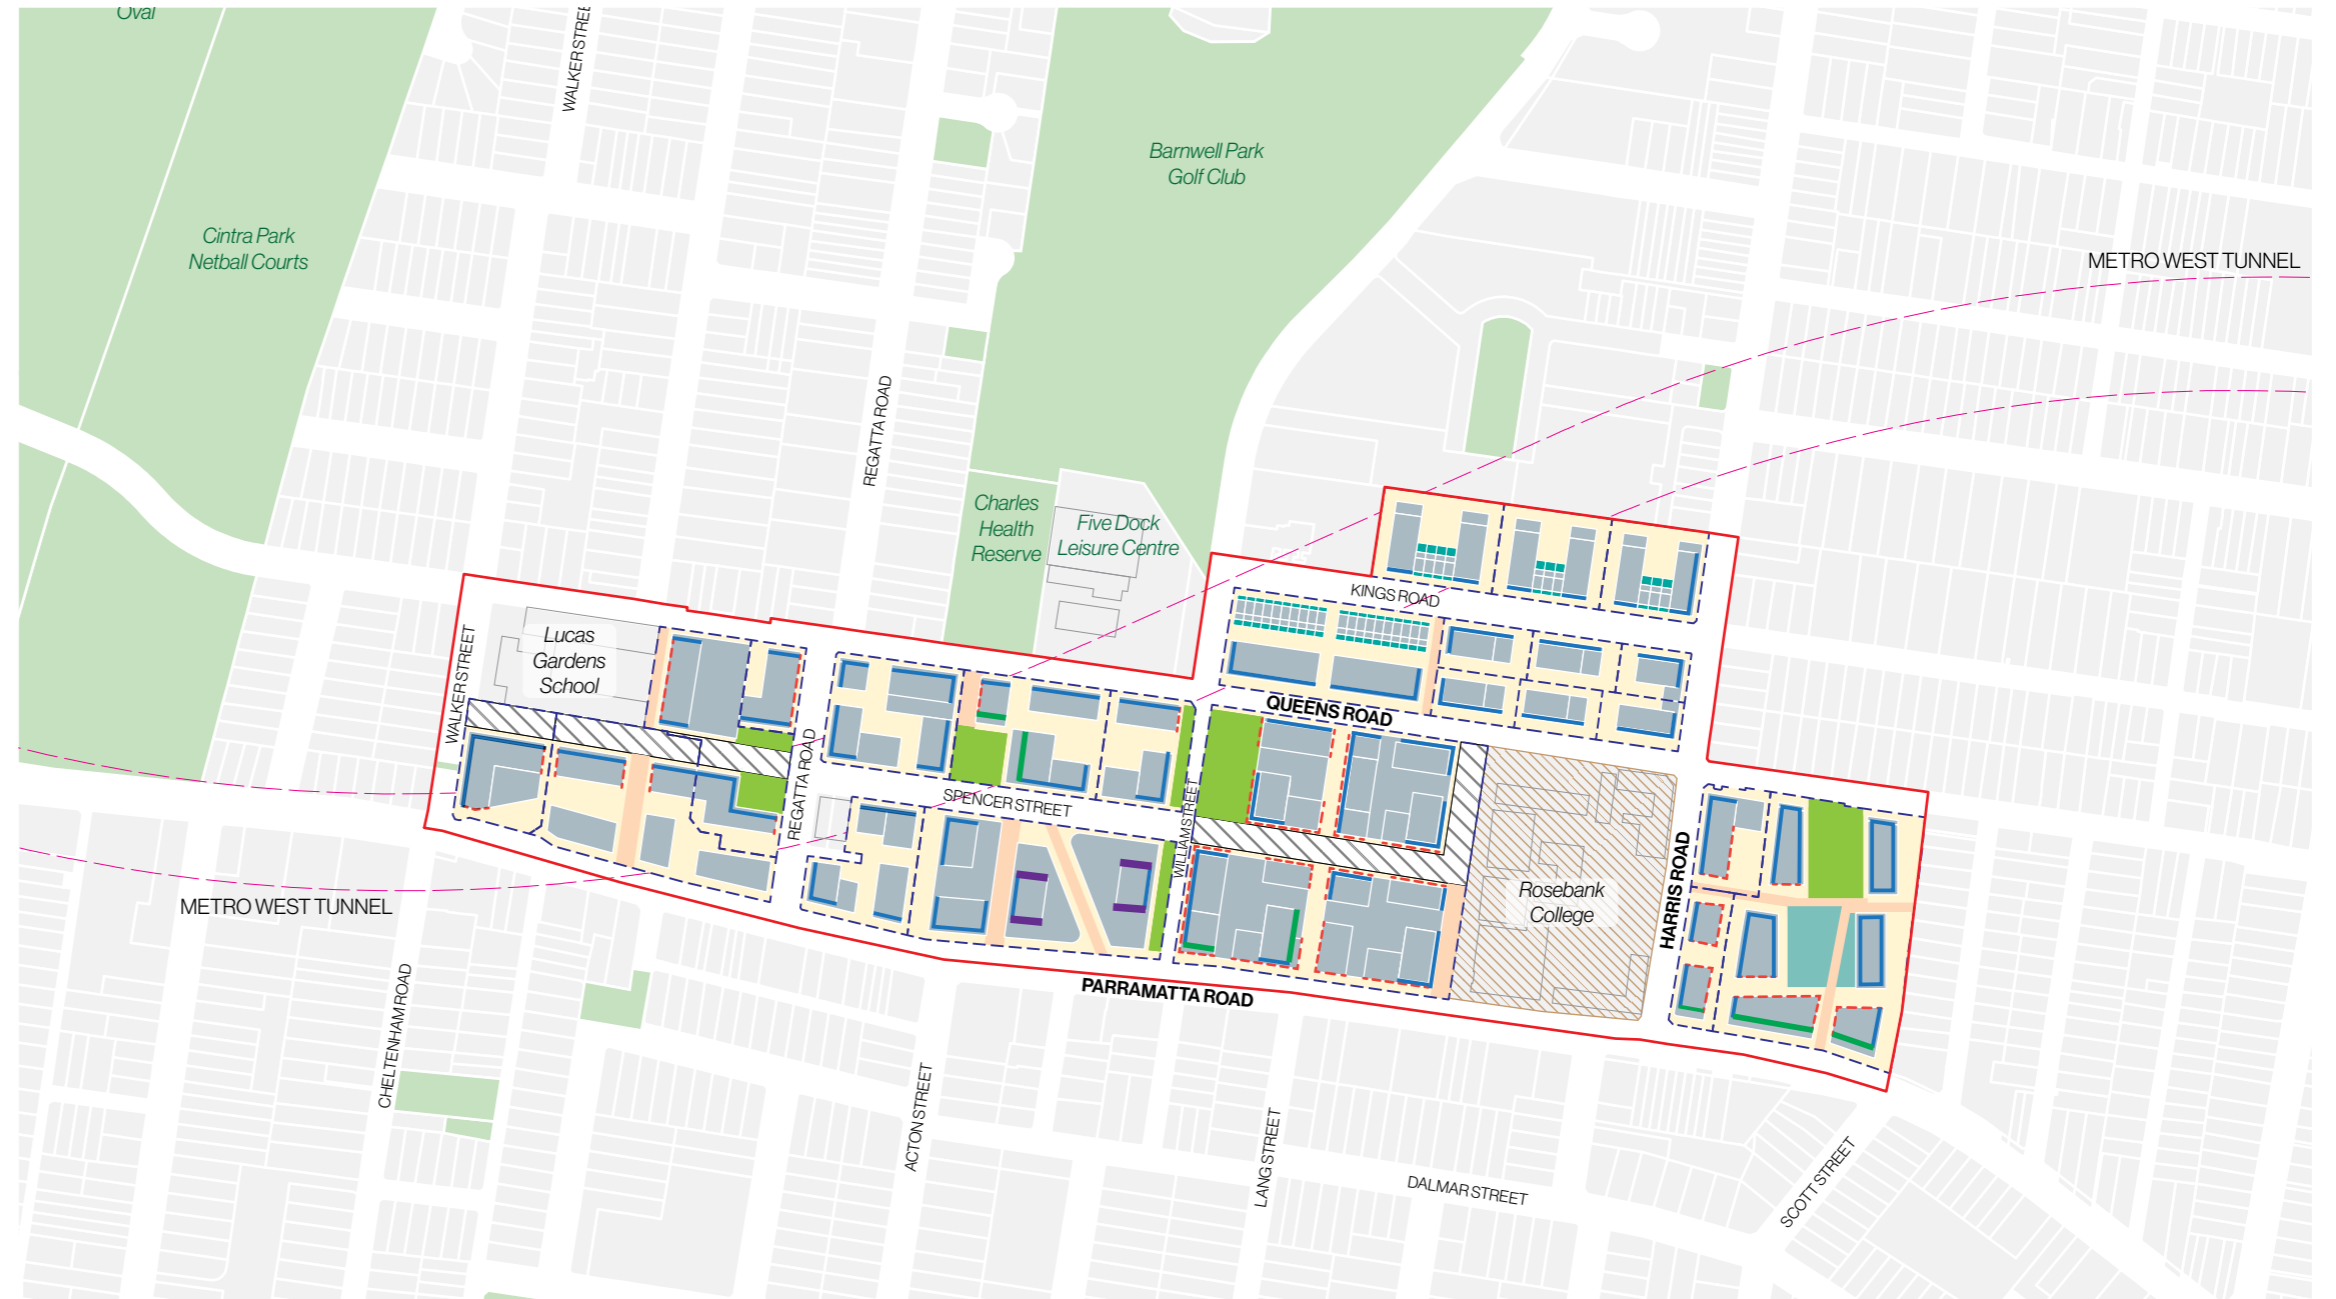 Oval
WALKER STREE
Barnwell Park
Golf Club
Cintra Park
Netball Courts
METRO WEST TUNNEL
REGATTA ROAD
Charles
Health
Reserve
Five Dock
Leisure Centre
KINGS ROAD
Lucas
Gardens
School
WALKER STREET
QUEENS ROAD
REGATTA ROAD
SPENCER STREET
WILLIAM STREET
HARRIS ROAD
Rosebank
College
METRO WEST TUNNEL
PARRAMATTA ROAD
CHELTENHAM ROAD
ACTON STREET
LANG STREET
DALMAR STREET
SCOTT STREET